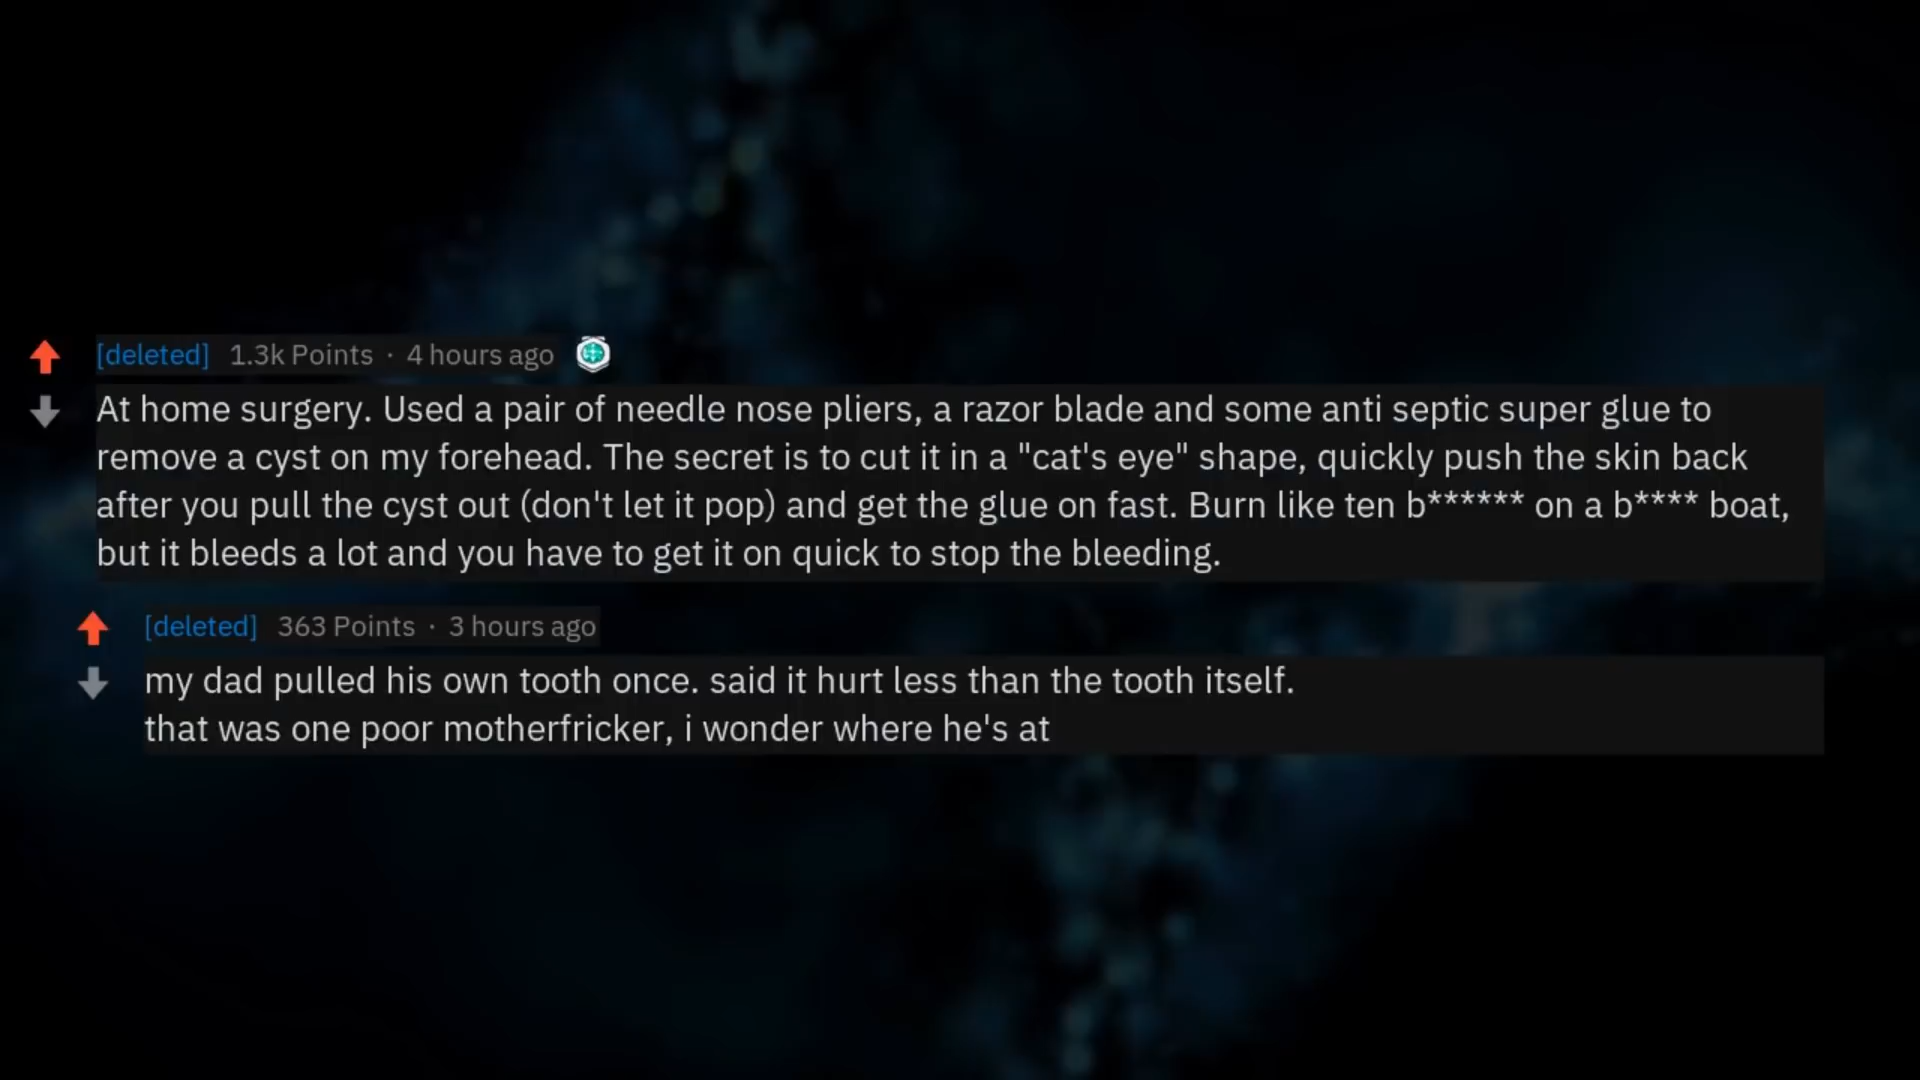 [deleted] 1.3k Points · 4 hours ago
At home surgery. Used a pair of needle nose pliers, a razor blade and some anti septic super glue to
remove a cyst on my forehead. The secret is to cut it in a "cat's eye" shape, quickly push the skin back
after you pull the cyst out (don't let it pop) and get the glue on fast. Burn like ten b****** on a b**** boat,
but it bleeds a lot and you have to get it on quick to stop the bleeding.
[deleted] 363 Points · 3 hours ago
my dad pulled his own tooth once. said it hurt less than the tooth itself.
that was one poor motherfricker, i wonder where he's at